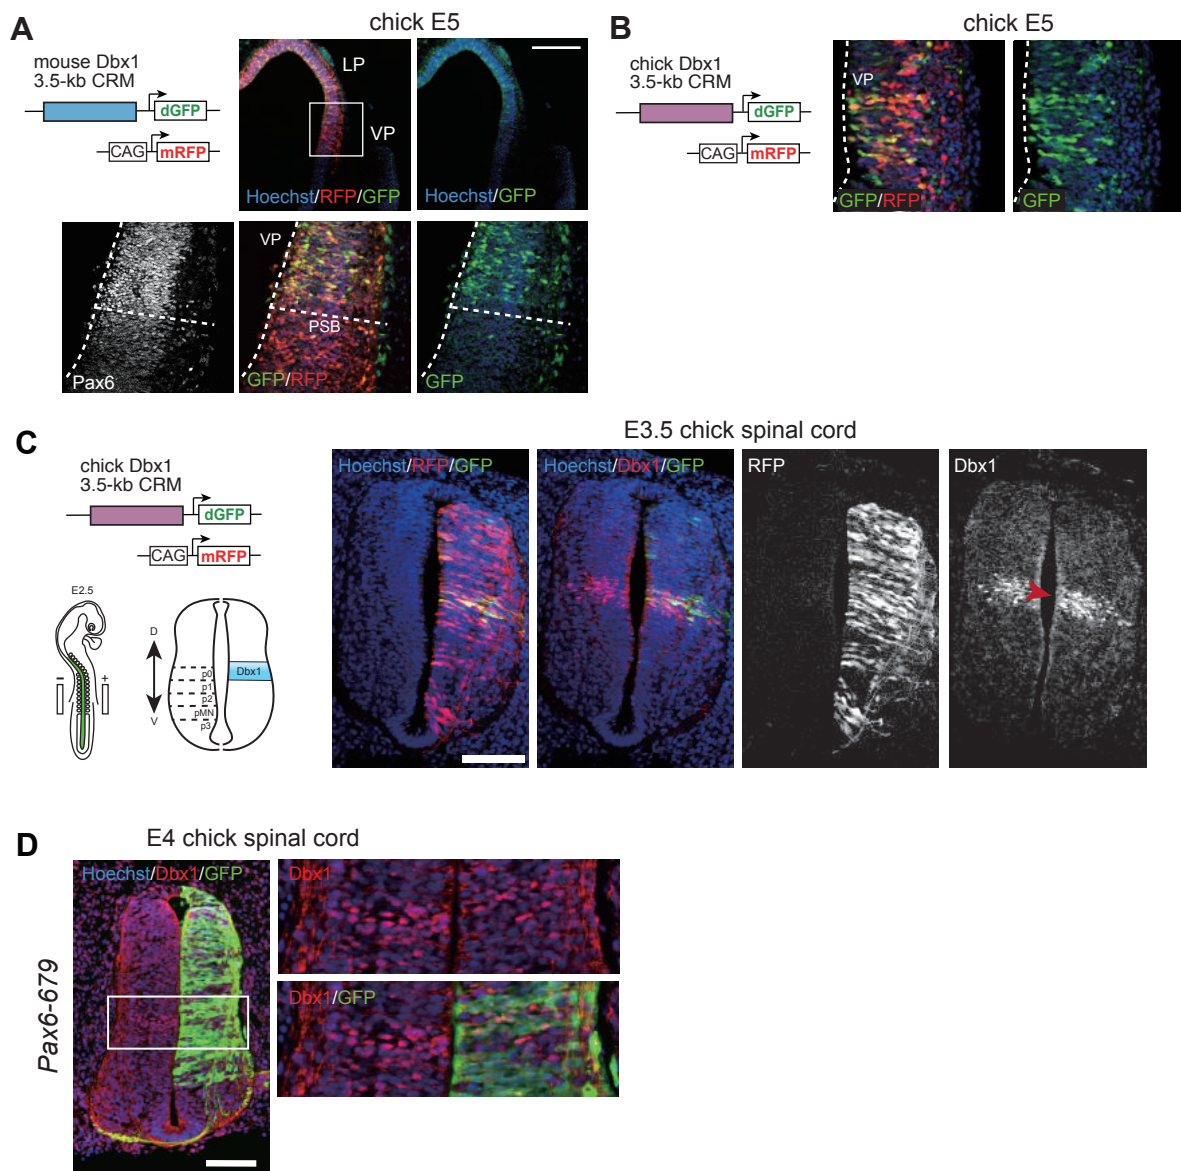 A
chick E5
mouse Dbx1
3.5-kb CRM
dGFP
CAG
mRFP
LP
VP
Hoechst/RFP/GFP
Hoechst/GFP
Pax6
VP
PSB
GFP/RFP
GFP
B
chick E5
chick Dbx1
3.5-kb CRM
dGFP
CAG
mRFP
VP
GFP/RFP
GFP
C
E3.5 chick spinal cord
chick Dbx1
3.5-kb CRM
dGFP
CAG
mRFP
E2.5
- +
D
V
p0
p1
p2
pMN
p3
Dbx1
Hoechst/RFP/GFP
Hoechst/Dbx1/GFP
RFP
Dbx1
D
E4 chick spinal cord
Pax6-679
Hoechst/Dbx1/GFP
Dbx1
Dbx1/GFP